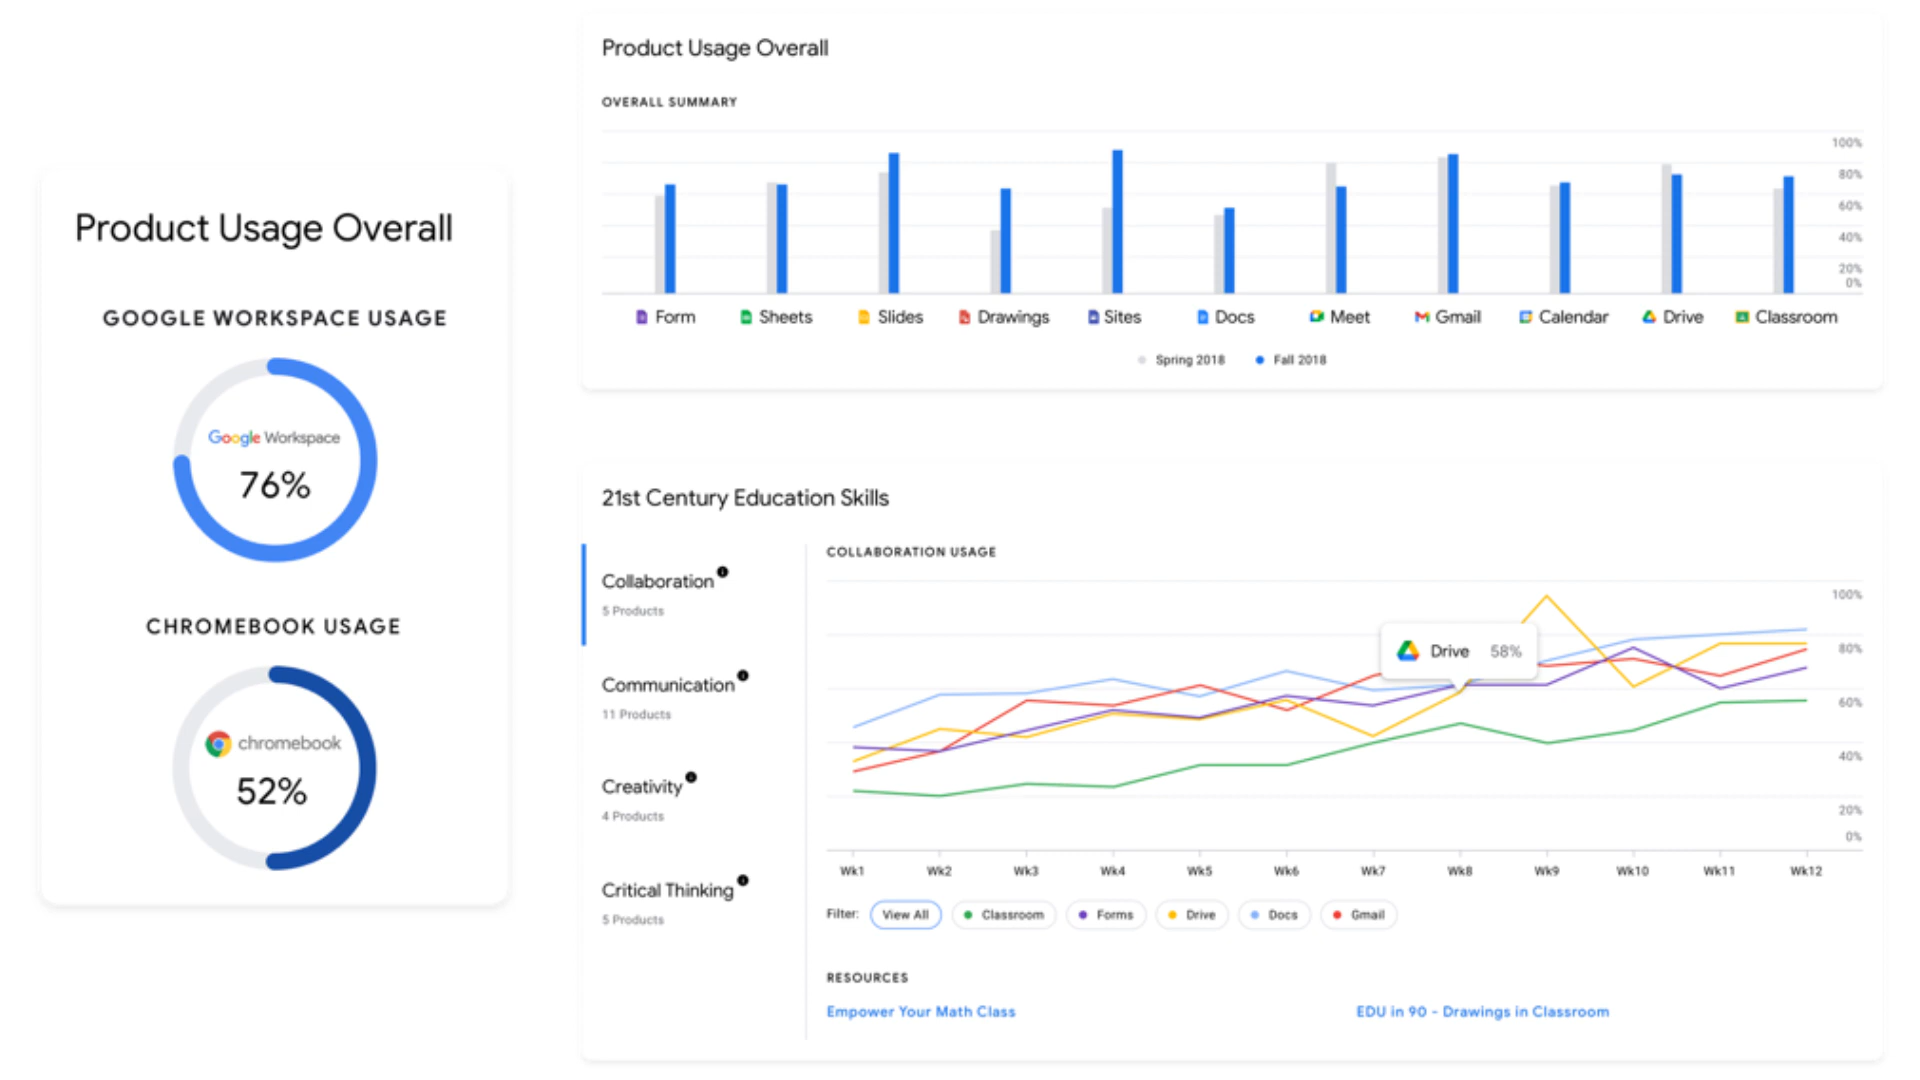 Product Usage Overall
GOOGLE WORKSPACE USAGE
Google Workspace
76%
CHROMEBOOK USAGE
chromebook
52%
Product Usage Overall
OVERALL SUMMARY
100%
80%
60%
40%
20%
0%
Form Sheets Slides Drawings Sites Docs Meet Gmail Calendar Drive Classroom
Spring 2018 Fall 2018
21st Century Education Skills
Collaboration
5 Products
Communication
11 Products
Creativity
4 Products
Critical Thinking
5 Products
COLLABORATION USAGE
100%
80%
60%
40%
20%
0%
Drive 58%
Wk1 Wk2 Wk3 Wk4 Wk5 Wk6 Wk7 Wk8 Wk9 Wk10 Wk11 Wk12
Filter: View All Classroom Forms Drive Docs Gmail
RESOURCES
Empower Your Math Class EDU in 90 - Drawings in Classroom